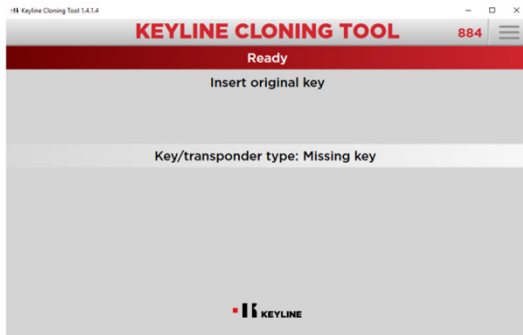 Keyline Cloning Tool 1.4.1.4
KEYLINE CLONING TOOL
884
Ready
Insert original key
Key/transponder type: Missing key
KEYLINE